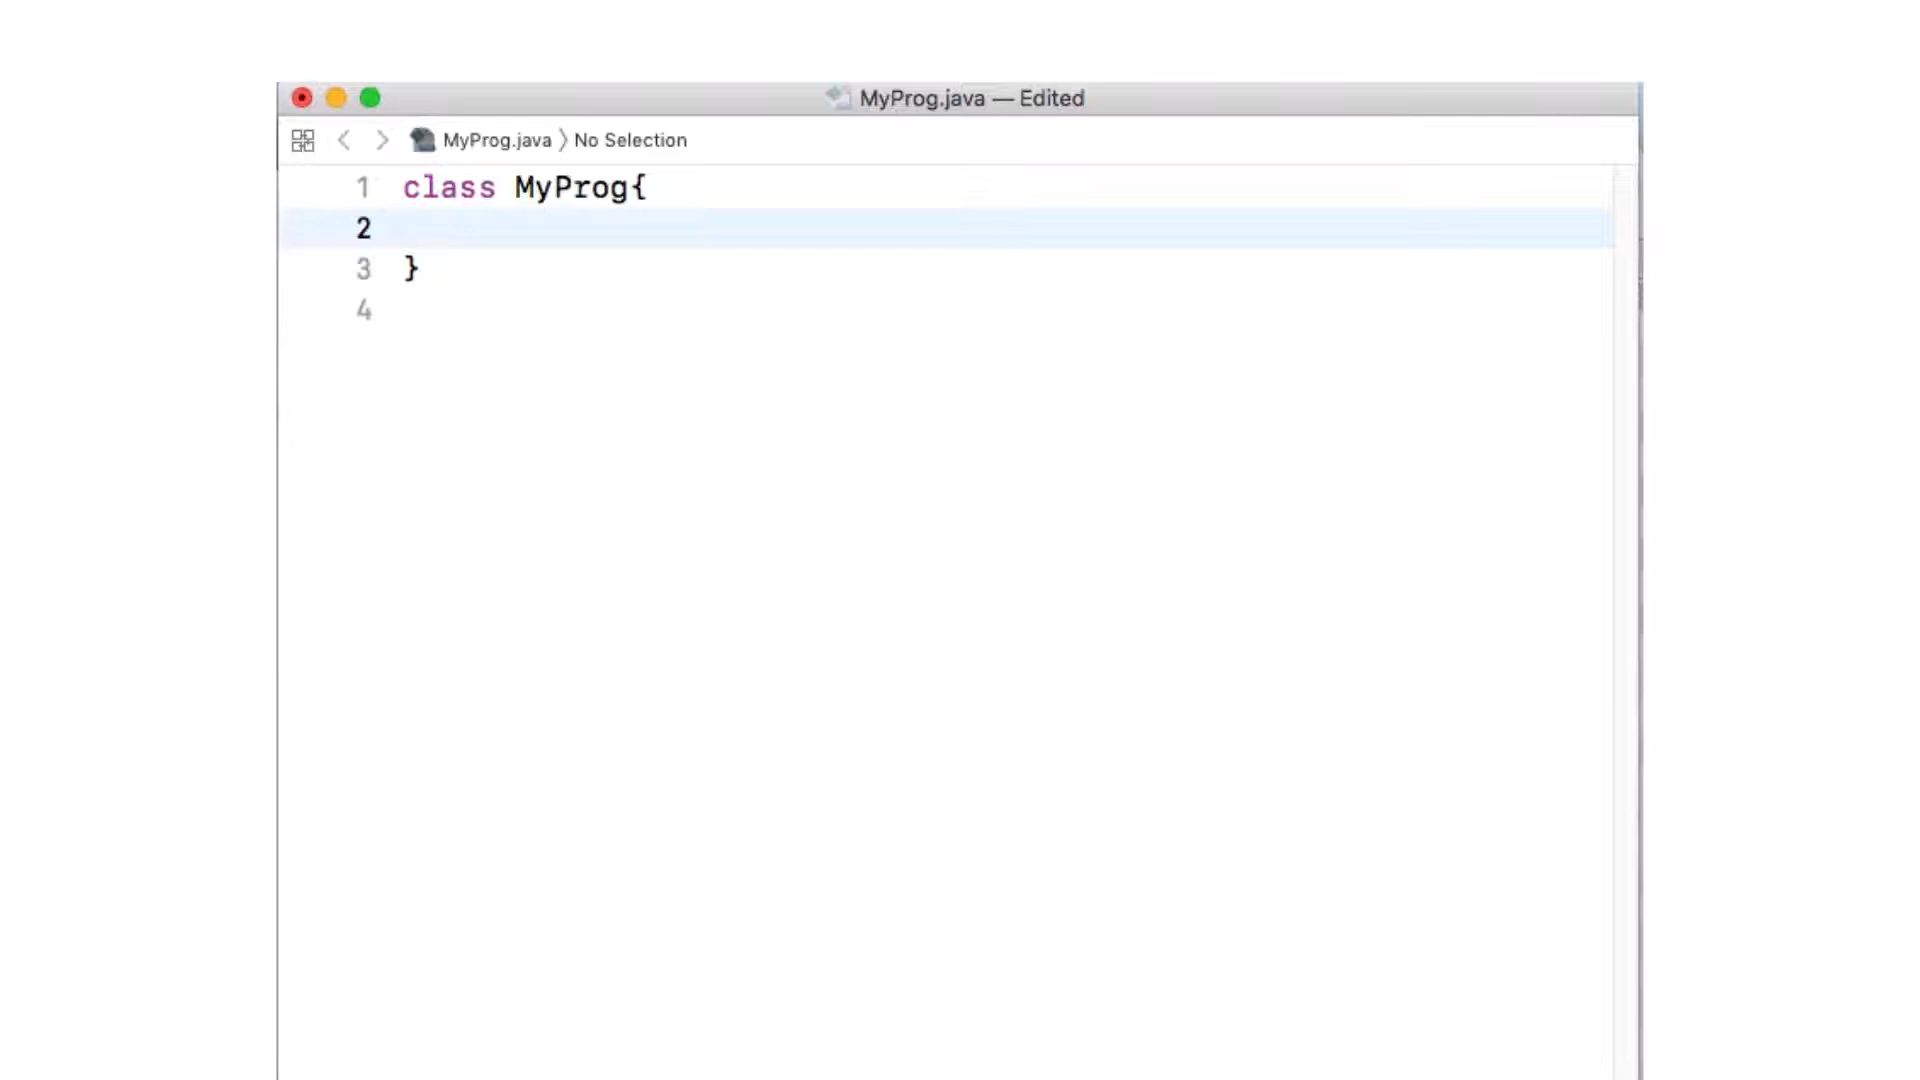 MyProg.java — Edited
MyProg.java 〉 No Selection
1 class MyProg{
2
3 }
4